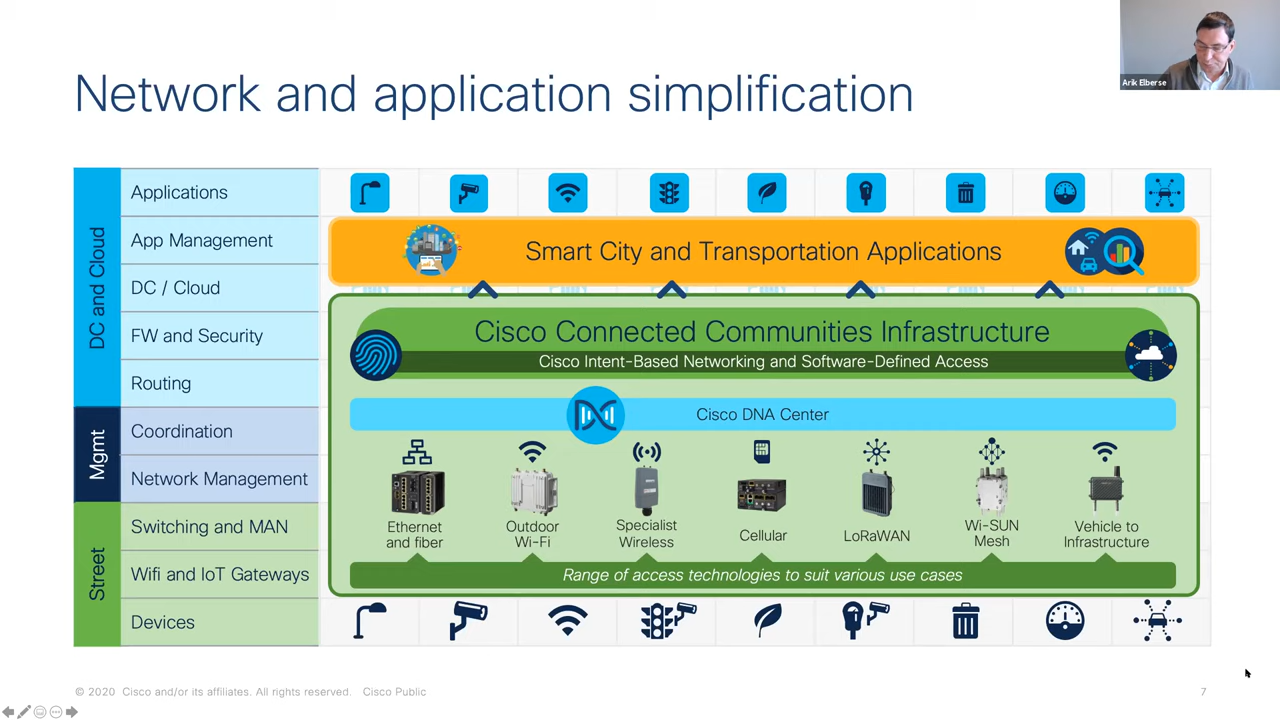 Arik Elberse
Network and application simplification
DC and Cloud
Applications
App Management
DC / Cloud
FW and Security
Routing
Mgmt
Coordination
Network Management
Street
Switching and MAN
Wifi and IoT Gateways
Devices
Smart City and Transportation Applications
Cisco Connected Communities Infrastructure
Cisco Intent-Based Networking and Software-Defined Access
Cisco DNA Center
Ethernet
and fiber
Outdoor
Wi-Fi
Specialist
Wireless
Cellular
LoRaWAN
Wi-SUN
Mesh
Vehicle to
Infrastructure
Range of access technologies to suit various use cases
© 2020 Cisco and/or its affiliates. All rights reserved. Cisco Public
7